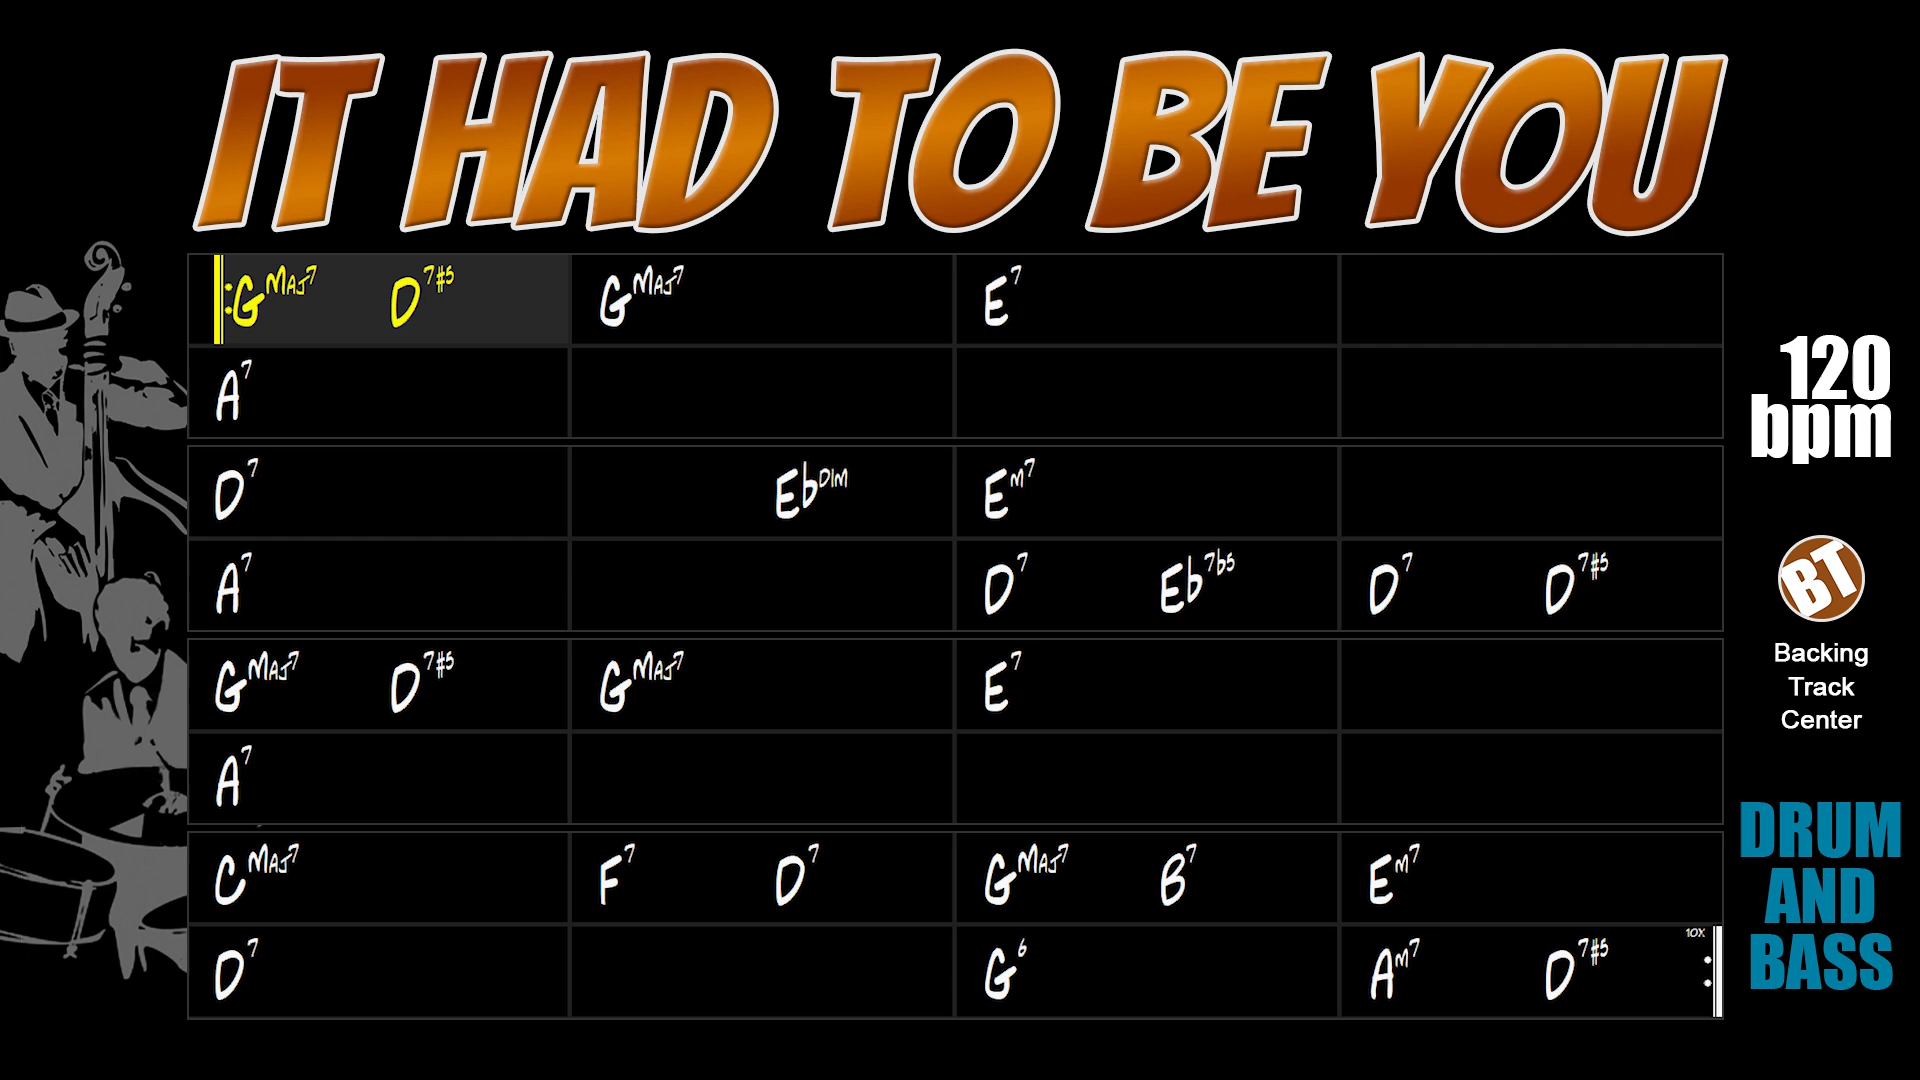 IT HAD TO BE YOU
GMAJ7 D7#5 GMAJ7 E7
A7
D7 EbDIM EM7
A7 D7 Eb7b5 D7 D7#5
GMAJ7 D7#5 GMAJ7 E7
A7
CMAJ7 F7 D7 GMAJ7 B7 EM7
D7 G6 AM7 D7#5 10X
120
bpm
BT
Backing
Track
Center
DRUM
AND
BASS